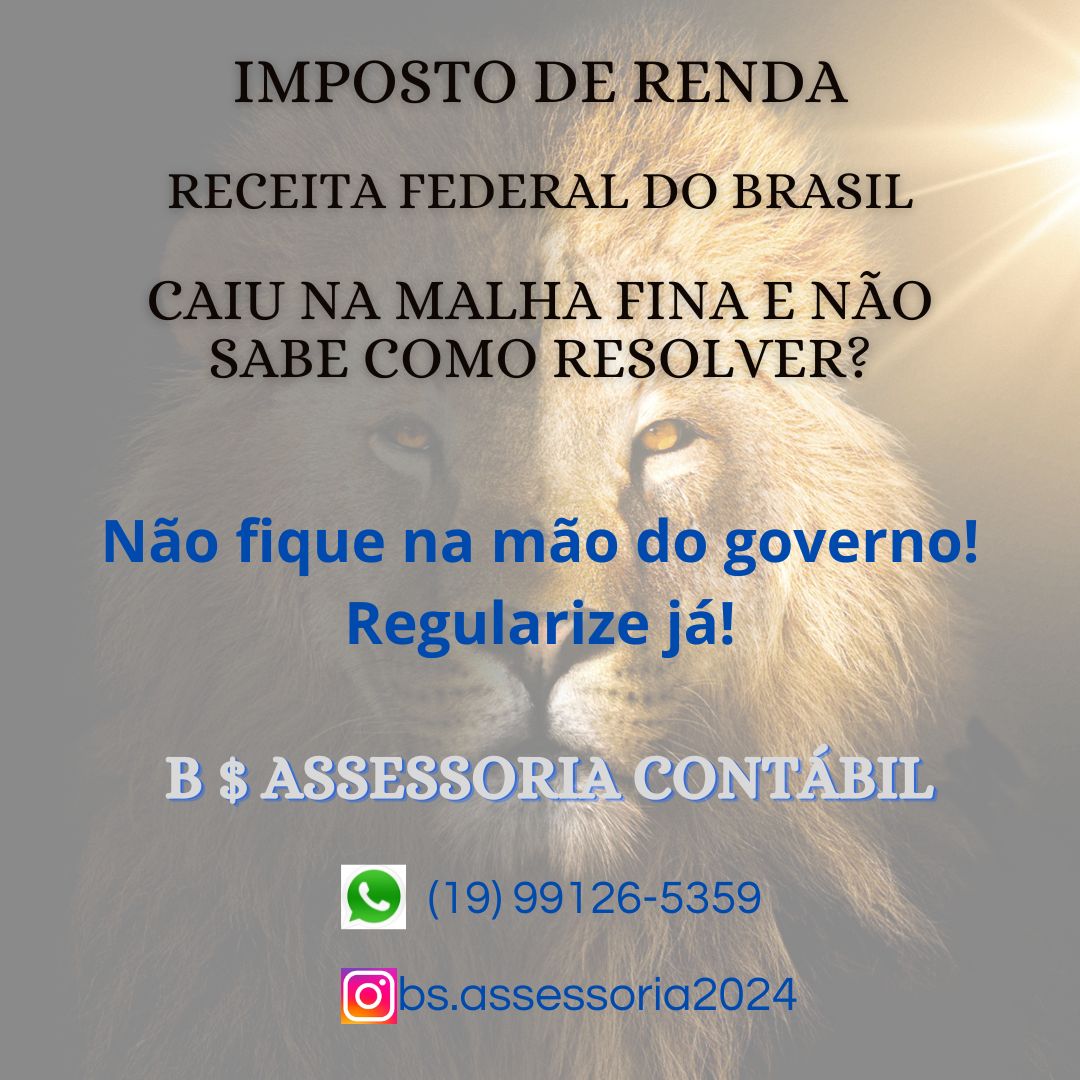 IMPOSTO DE RENDA
RECEITA FEDERAL DO BRASIL
CAIU NA MALHA FINA E NÃO
SABE COMO RESOLVER?
Não fique na mão do governo!
Regularize já!
B $ ASSESSORIA CONTÁBIL
(19) 99126-5359
bs.assessoria2024